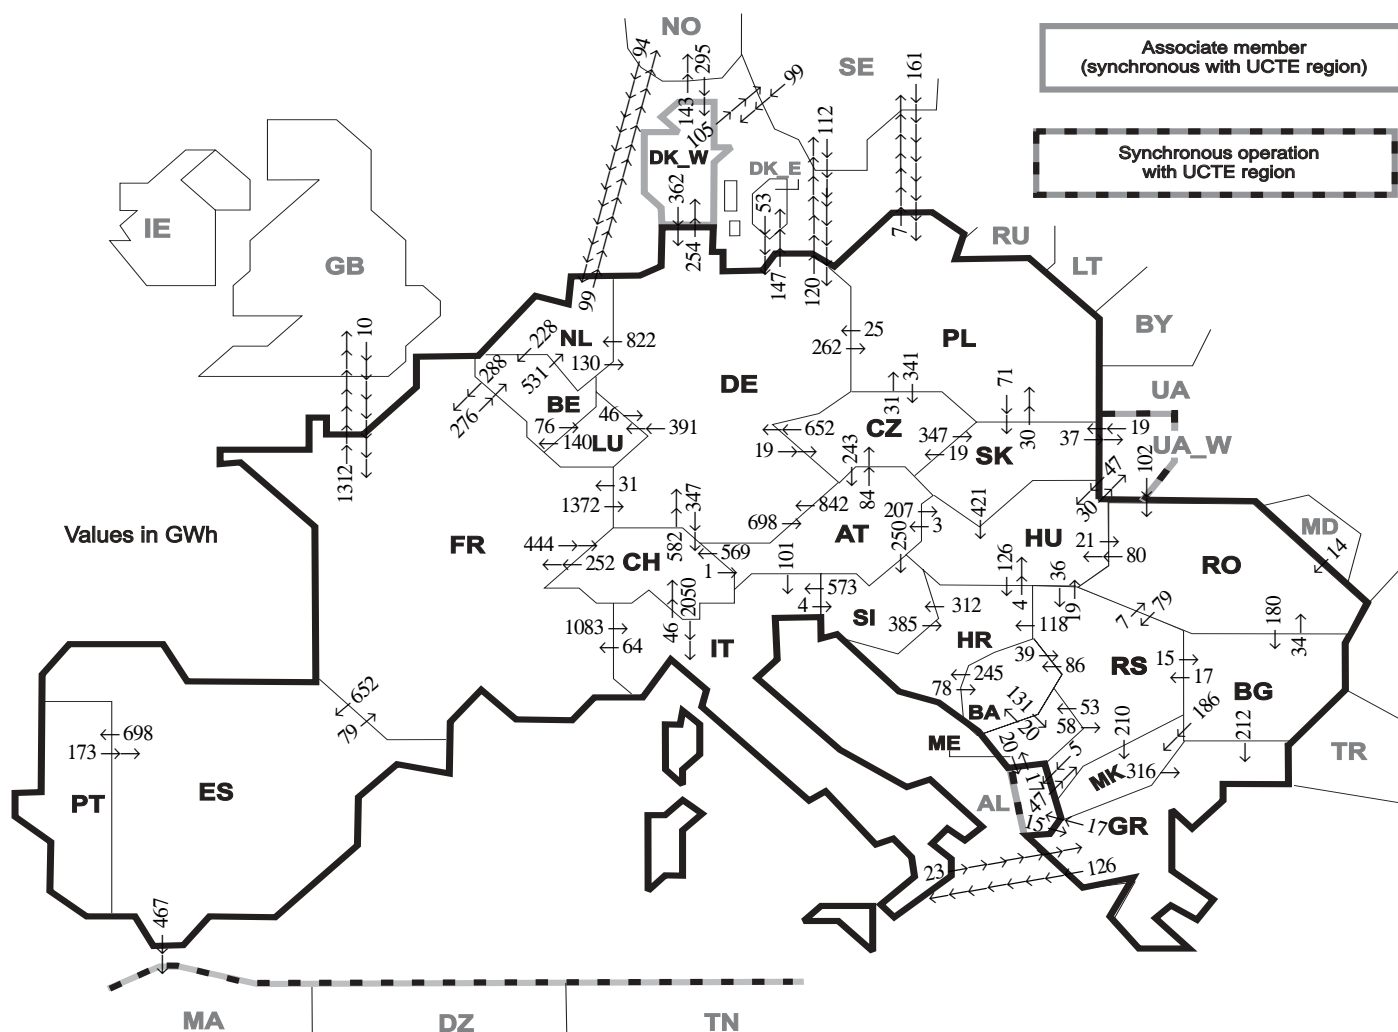 NO
94
295
143
105
99
SE
161
112
Associate member
(synchronous with UCTE region)
Synchronous operation
with UCTE region
DK_W
DK_E
362
53
254
147
120
7
99
IE
GB
RU
LT
BY
UA
UA_W
10
1312
228
NL
822
130
288
531
276
BE
76
140
LU
46
391
DE
25
262
PL
341
31
71
30
652
CZ
19
243
84
347
19
SK
19
37
102
47
30
Values in GWh
31
1372
FR
444
252
CH
582
347
569
1
842
698
AT
207
3
250
421
HU
21
80
RO
MD
14
101
573
4
SI
385
312
126
4
36
19
79
7
180
34
1083
64
46
2050
IT
HR
118
39
86
RS
15
17
BG
245
78
BA
131
20
53
58
210
186
212
ME
20
17
5
47
MK
316
TR
AL
15
17
GR
23
126
652
79
698
173
PT
ES
467
MA
DZ
TN